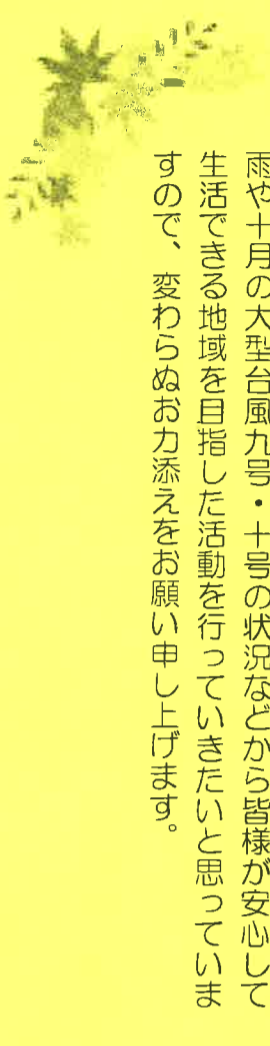 雨や十月の大型台風九号・十号の状況などから皆様が安心して
生活できる地域を目指した活動を行っていきたいと思っていま
すので、変わらぬお力添えをお願い申し上げます。